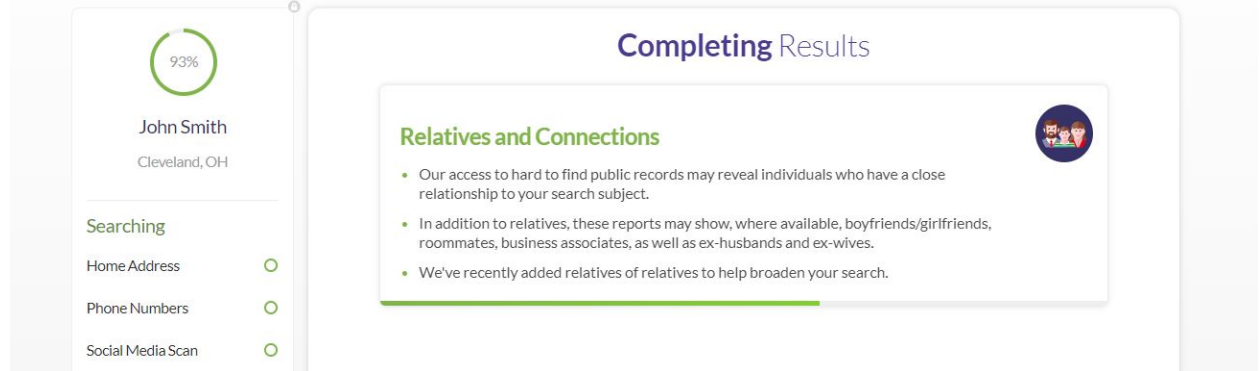 93%
John Smith
Cleveland, OH
Searching
Home Address
Phone Numbers
Social Media Scan
Completing Results
Relatives and Connections
• Our access to hard to find public records may reveal individuals who have a close
relationship to your search subject.
• In addition to relatives, these reports may show, where available, boyfriends/girlfriends,
roommates, business associates, as well as ex-husbands and ex-wives.
• We've recently added relatives of relatives to help broaden your search.